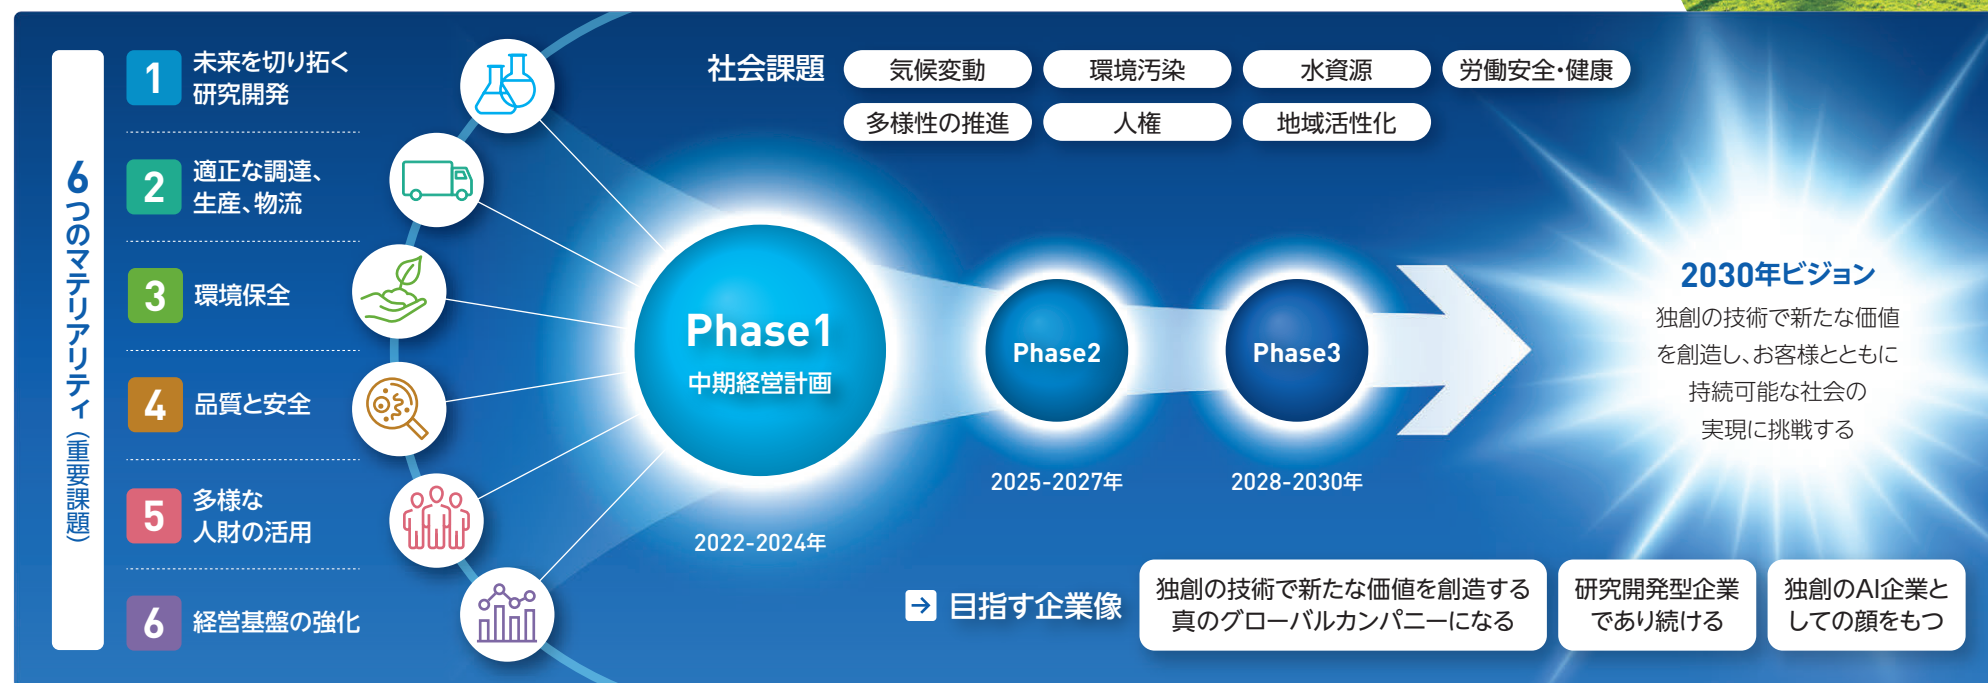 6つのマテリアリティ(重要課題)
1
未来を切り拓く
研究開発
2
適正な調達、
生産、物流
3
環境保全
4
品質と安全
5
多様な
人財の活用
6
経営基盤の強化
社会課題
気候変動
環境汚染
水資源
労働安全・健康
多様性の推進
人権
地域活性化
Phase1
中期経営計画
2022-2024年
Phase2
2025-2027年
Phase3
2028-2030年
2030年ビジョン
独創の技術で新たな価値
を創造し、お客様とともに
持続可能な社会の
実現に挑戦する
目指す企業像
独創の技術で新たな価値を創造する
真のグローバルカンパニーになる
研究開発型企業
であり続ける
独創のAI企業と
しての顔をもつ